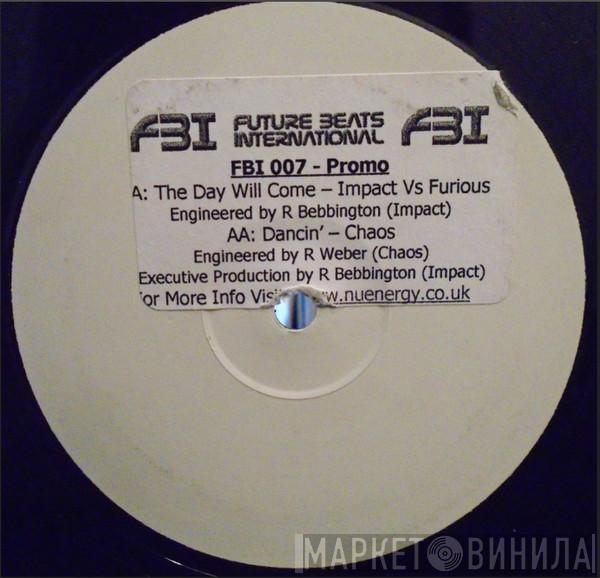 FBI FUTURE BEATS INTERNATIONAL FBI
FBI 007 - Promo
A: The Day Will Come – Impact Vs Furious
Engineered by R Bebbington (Impact)
AA: Dancin’ – Chaos
Engineered by R Weber (Chaos)
Executive Production by R Bebbington (Impact)
or More Info Visi w.nuenergy.co.uk
МАРКЕТ ВИНИЛА